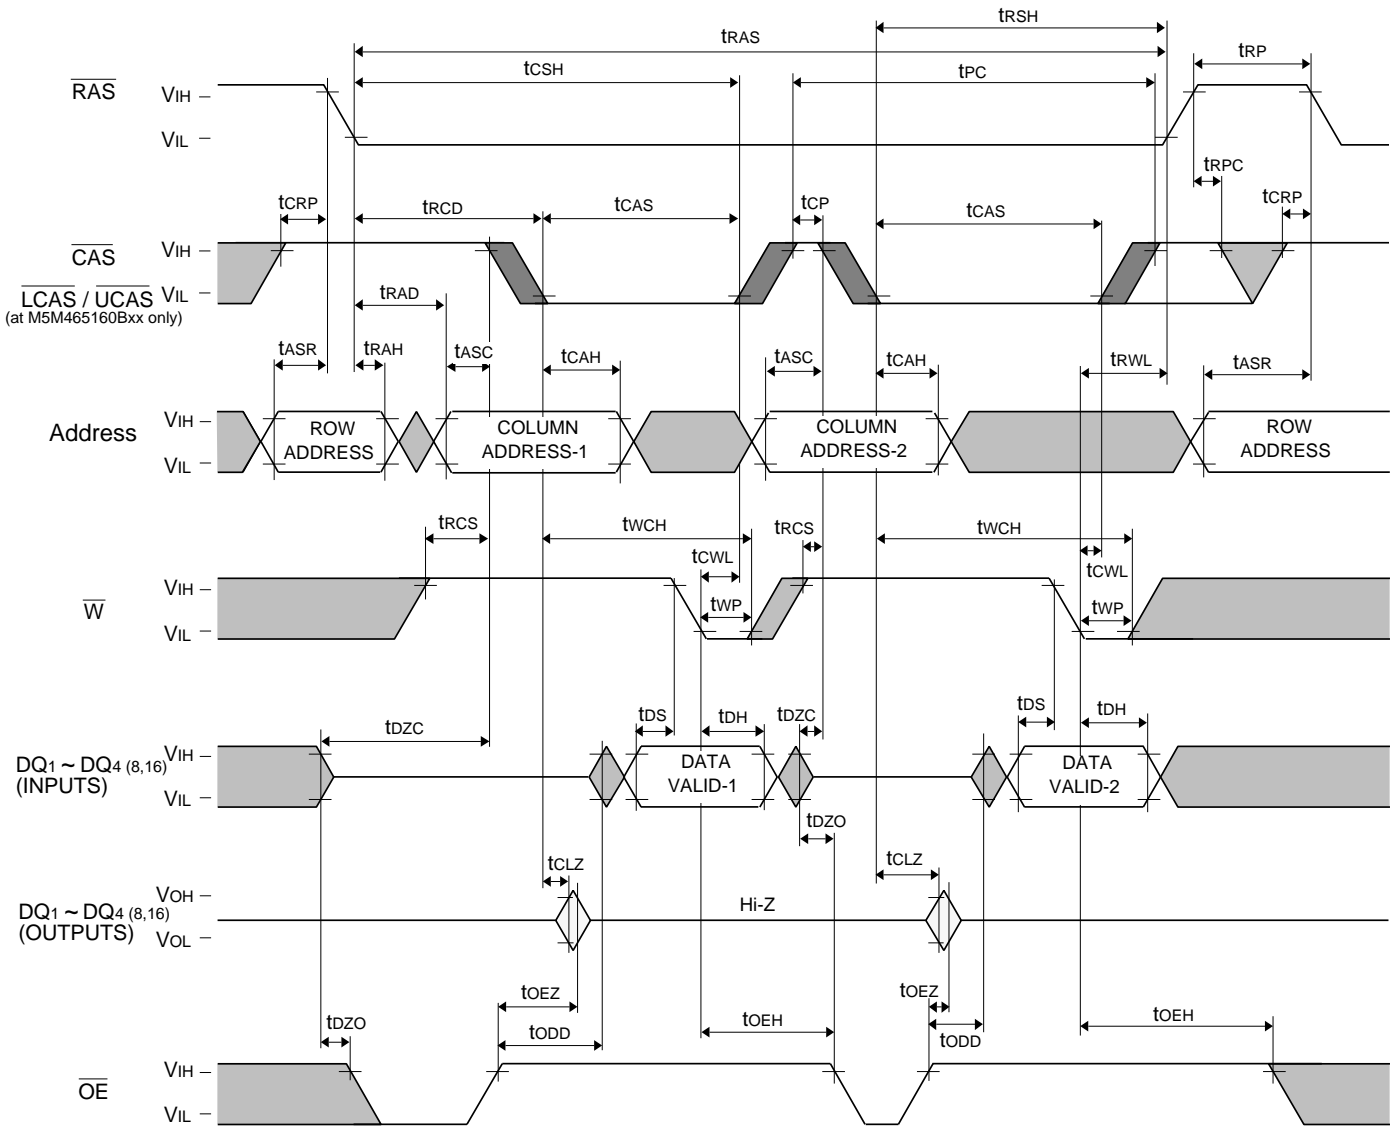 tRSH
tRAS
tRP
tCSH
tPC
RAS
VIH
VIL
tRPC
tCRP
tRCD
tCAS
tCP
tCAS
tCRP
CAS
VIH
LCAS / UCAS VIL
(at M5M465160Bxx only)
tRAD
tASR
tRAH
tASC
tCAH
tASC
tCAH
tRWL
tASR
Address
VIH
VIL
ROW
ADDRESS
COLUMN
ADDRESS-1
COLUMN
ADDRESS-2
ROW
ADDRESS
tRCS
tWCH
tRCS
tWCH
tCWL
tCWL
W
VIH
VIL
tWP
tWP
tDZC
tDS
tDH
tDZC
tDS
tDH
DQ1 ~ DQ4 (8,16)
(INPUTS)
VIH
VIL
DATA
VALID-1
DATA
VALID-2
tDZO
tCLZ
tCLZ
DQ1 ~ DQ4 (8,16)
(OUTPUTS)
VOH
VOL
Hi-Z
tOEZ
tOEZ
tDZO
tODD
tOEH
tODD
tOEH
OE
VIH
VIL